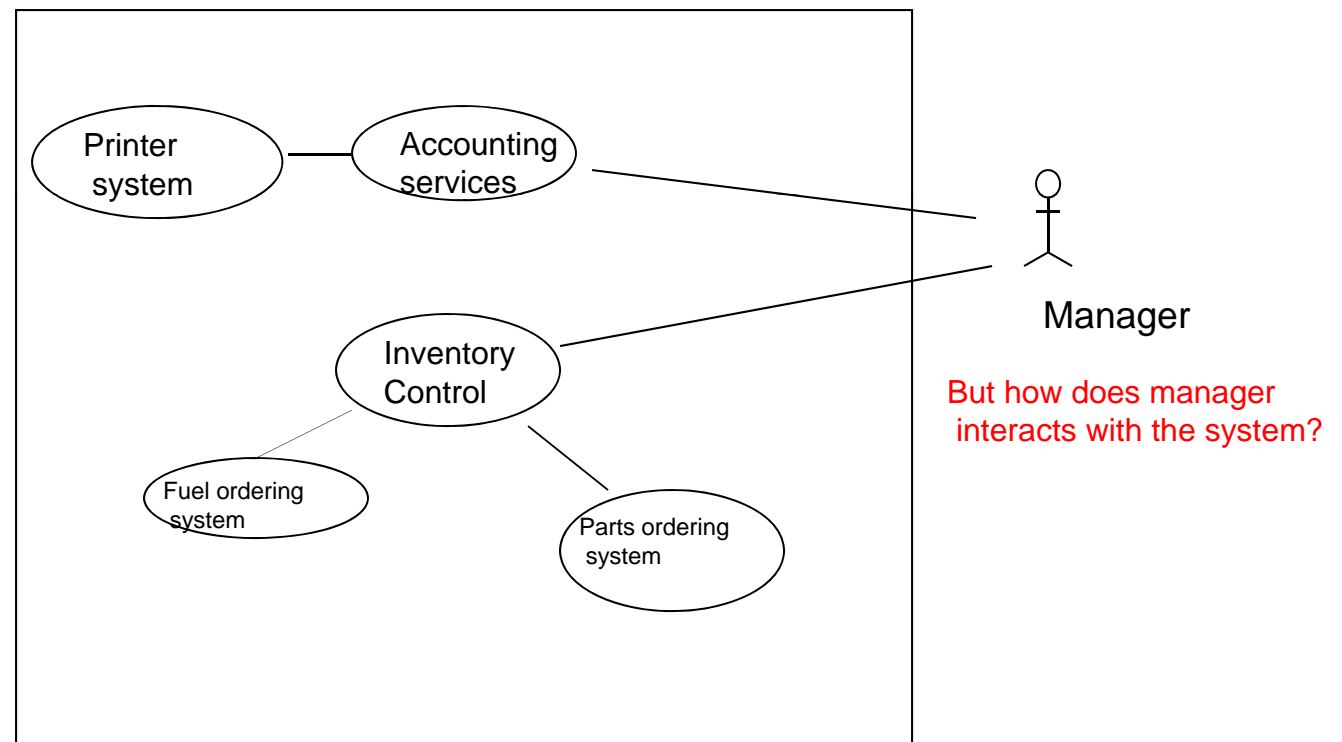 Printer
system
Accounting
services
Inventory
Control
Fuel ordering
system
Parts ordering
system
Manager
But how does manager
interacts with the system?